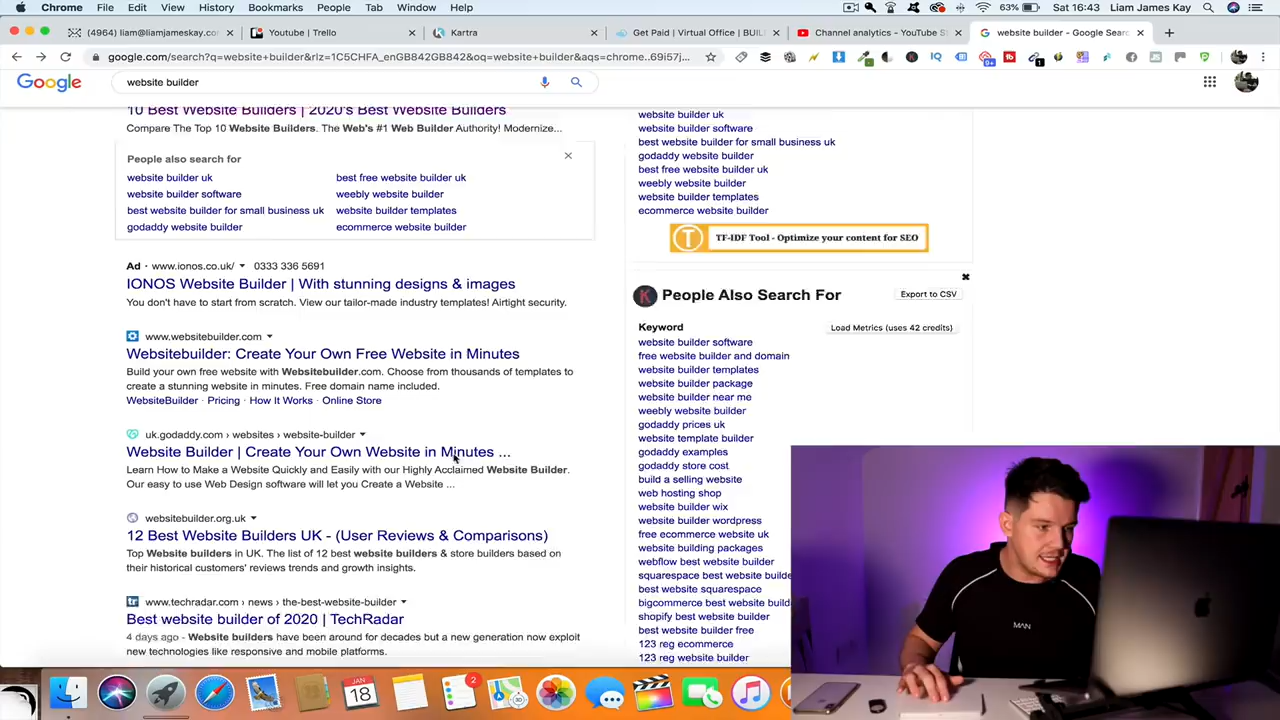 Chrome File Edit View History Bookmarks People Tab Window Help 63% Sat 16:43 Liam James Kay
(4964) liam@liamjameskay.com - Youtube | Trello Kartra Get Paid | Virtual Office | BUIL Channel analytics - YouTube St website builder - Google Searc
google.com/search?q=website+builder&rlz=1C5CHFA_enGB842GB842&oq=website+builder&aqs=chrome..69i57j...
Google website builder
10 Best Website Builders | 2020's Best Website Builders
Compare The Top 10 Website Builders. The Web's #1 Web Builder Authority! Modernize...
People also search for
website builder uk best free website builder uk
website builder software weebly website builder
best website builder for small business uk website builder templates
godaddy website builder ecommerce website builder
Ad · www.ionos.co.uk/ 0333 336 5691
IONOS Website Builder | With stunning designs & images
You don't have to start from scratch. View our tailor-made industry templates! Airtight security.
www.websitebuilder.com
Websitebuilder: Create Your Own Free Website in Minutes
Build your own free website with Websitebuilder.com. Choose from thousands of templates to
create a stunning website in minutes. Free domain name included.
WebsiteBuilder · Pricing · How It Works · Online Store
uk.godaddy.com › websites › website-builder
Website Builder | Create Your Own Website in Minutes ...
Learn How to Make a Website Quickly and Easily with our Highly Acclaimed Website Builder.
Our easy to use Web Design software will let you Create a Website ...
websitebuilder.org.uk
12 Best Website Builders UK - (User Reviews & Comparisons)
Top Website builders in UK. The list of 12 best website builders & store builders based on
their historical customers' reviews trends and growth insights.
tr www.techradar.com › news › the-best-website-builder
Best website builder of 2020 | TechRadar
4 days ago - Website builders have been around for decades but a new generation now exploit
new technologies like responsive and mobile platforms.
website builder uk
website builder software
best website builder for small business uk
godaddy website builder
best free website builder uk
weebly website builder
website builder templates
ecommerce website builder
T TF-IDF Tool - Optimize your content for SEO
K People Also Search For Export to CSV
Keyword Load Metrics (uses 42 credits)
website builder software
free website builder and domain
website builder templates
website builder package
website builder near me
weebly website builder
godaddy prices uk
website template builder
godaddy examples
godaddy store cost
build a selling website
web hosting shop
website builder wix
website builder wordpress
free ecommerce website uk
website building packages
webflow best website builder
squarespace best website builde
best website squarespace
bigcommerce best website build
shopify best website builder
best website builder free
123 reg ecommerce
123 reg website builder
MAN
JAN
18
2